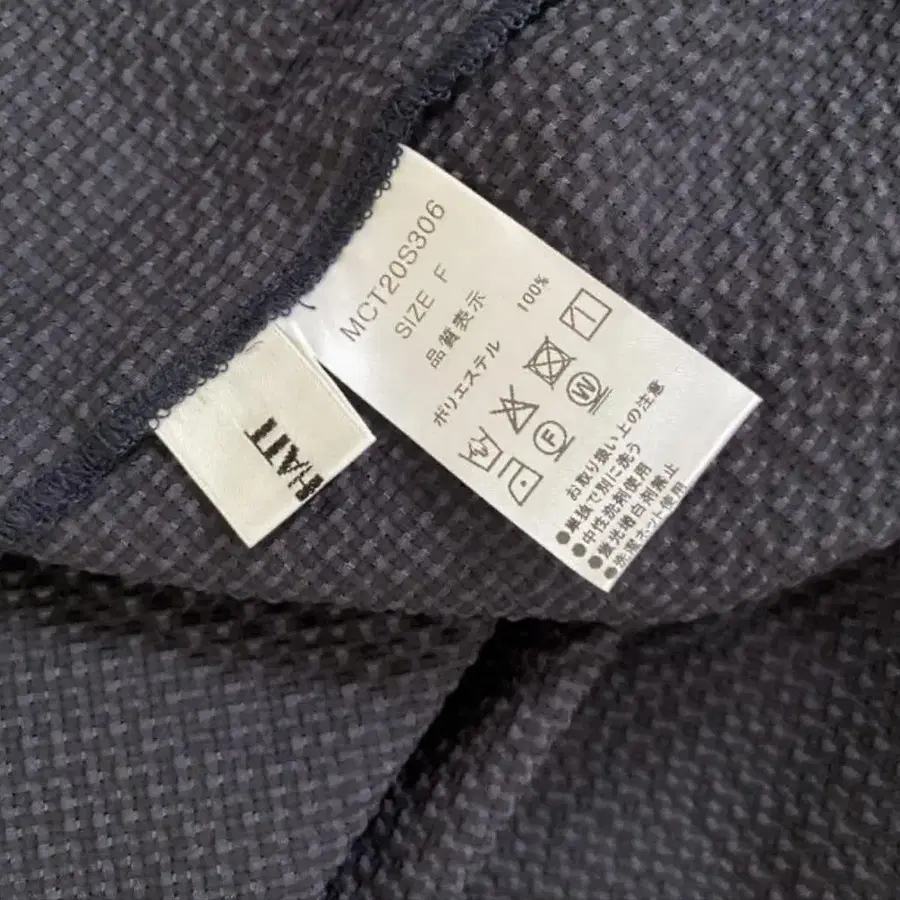 MCT20S306
SIZE F
品質表示
ポリエステル 100%
F
W
お取り扱い上の注意
●単独で別に洗う
●中性洗剤使用
●蛍光増白剤禁止
●洗濯ネット使用